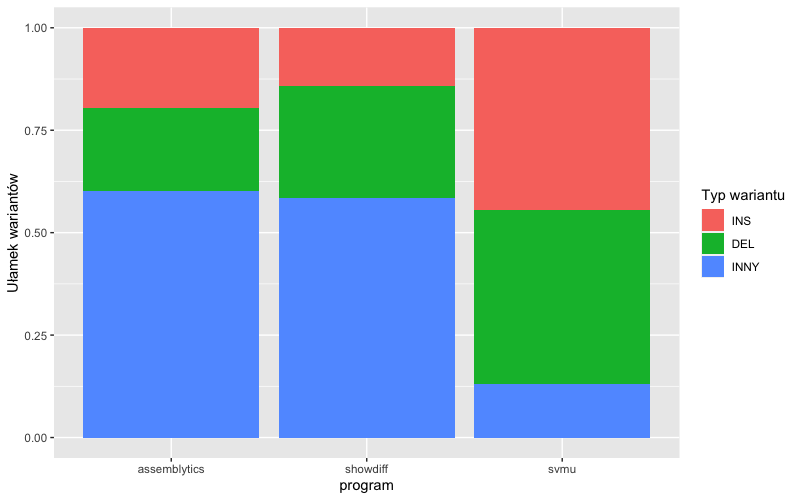 1.00
0.75
0.50
0.25
0.00
Ułamek wariantów
assemblytics
showdiff
svmu
program
Typ wariantu
INS
DEL
INNY